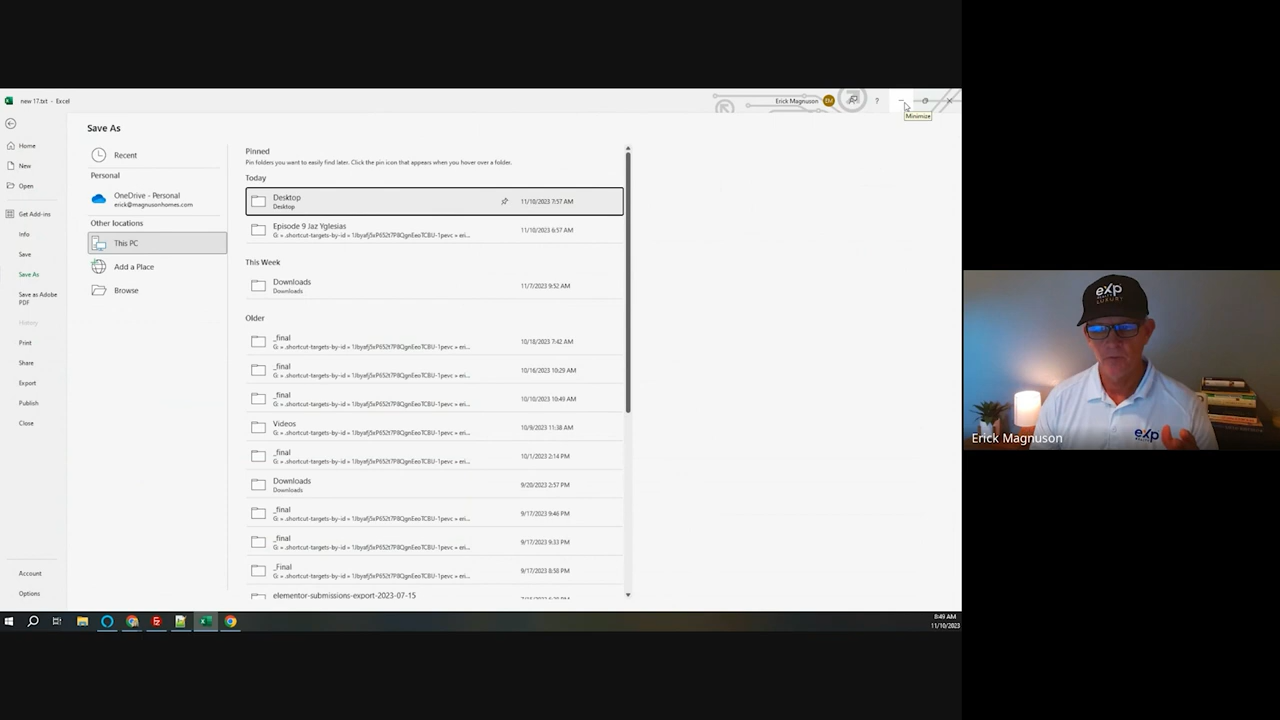 new 17.txt - Excel
Erick Magnuson
EM
?
Minimize
Home
New
Open
Get Add-ins
Info
Save
Save As
Save as Adobe
PDF
History
Print
Share
Export
Publish
Close
Account
Options
Save As
Recent
Personal
OneDrive - Personal
erick@magnusonhomes.com
Other locations
This PC
Add a Place
Browse
Pinned
Pin folders you want to easily find later. Click the pin icon that appears when you hover over a folder.
Today
Desktop
Desktop
11/10/2023 7:57 AM
Episode 9 Jaz Yglesias
11/10/2023 6:57 AM
This Week
Downloads
Downloads
11/7/2023 9:52 AM
Older
_final
10/18/2023 7:42 AM
_final
10/16/2023 10:29 AM
_final
10/10/2023 10:49 AM
Videos
10/9/2023 11:38 AM
_final
10/1/2023 2:14 PM
Downloads
Downloads
9/20/2023 2:57 PM
_final
9/17/2023 9:46 PM
_final
9/17/2023 9:33 PM
_Final
9/17/2023 8:58 PM
elementor-submissions-export-2023-07-15
8:49 AM
11/10/2023
eXp
LUXURY
eXp
Erick Magnuson